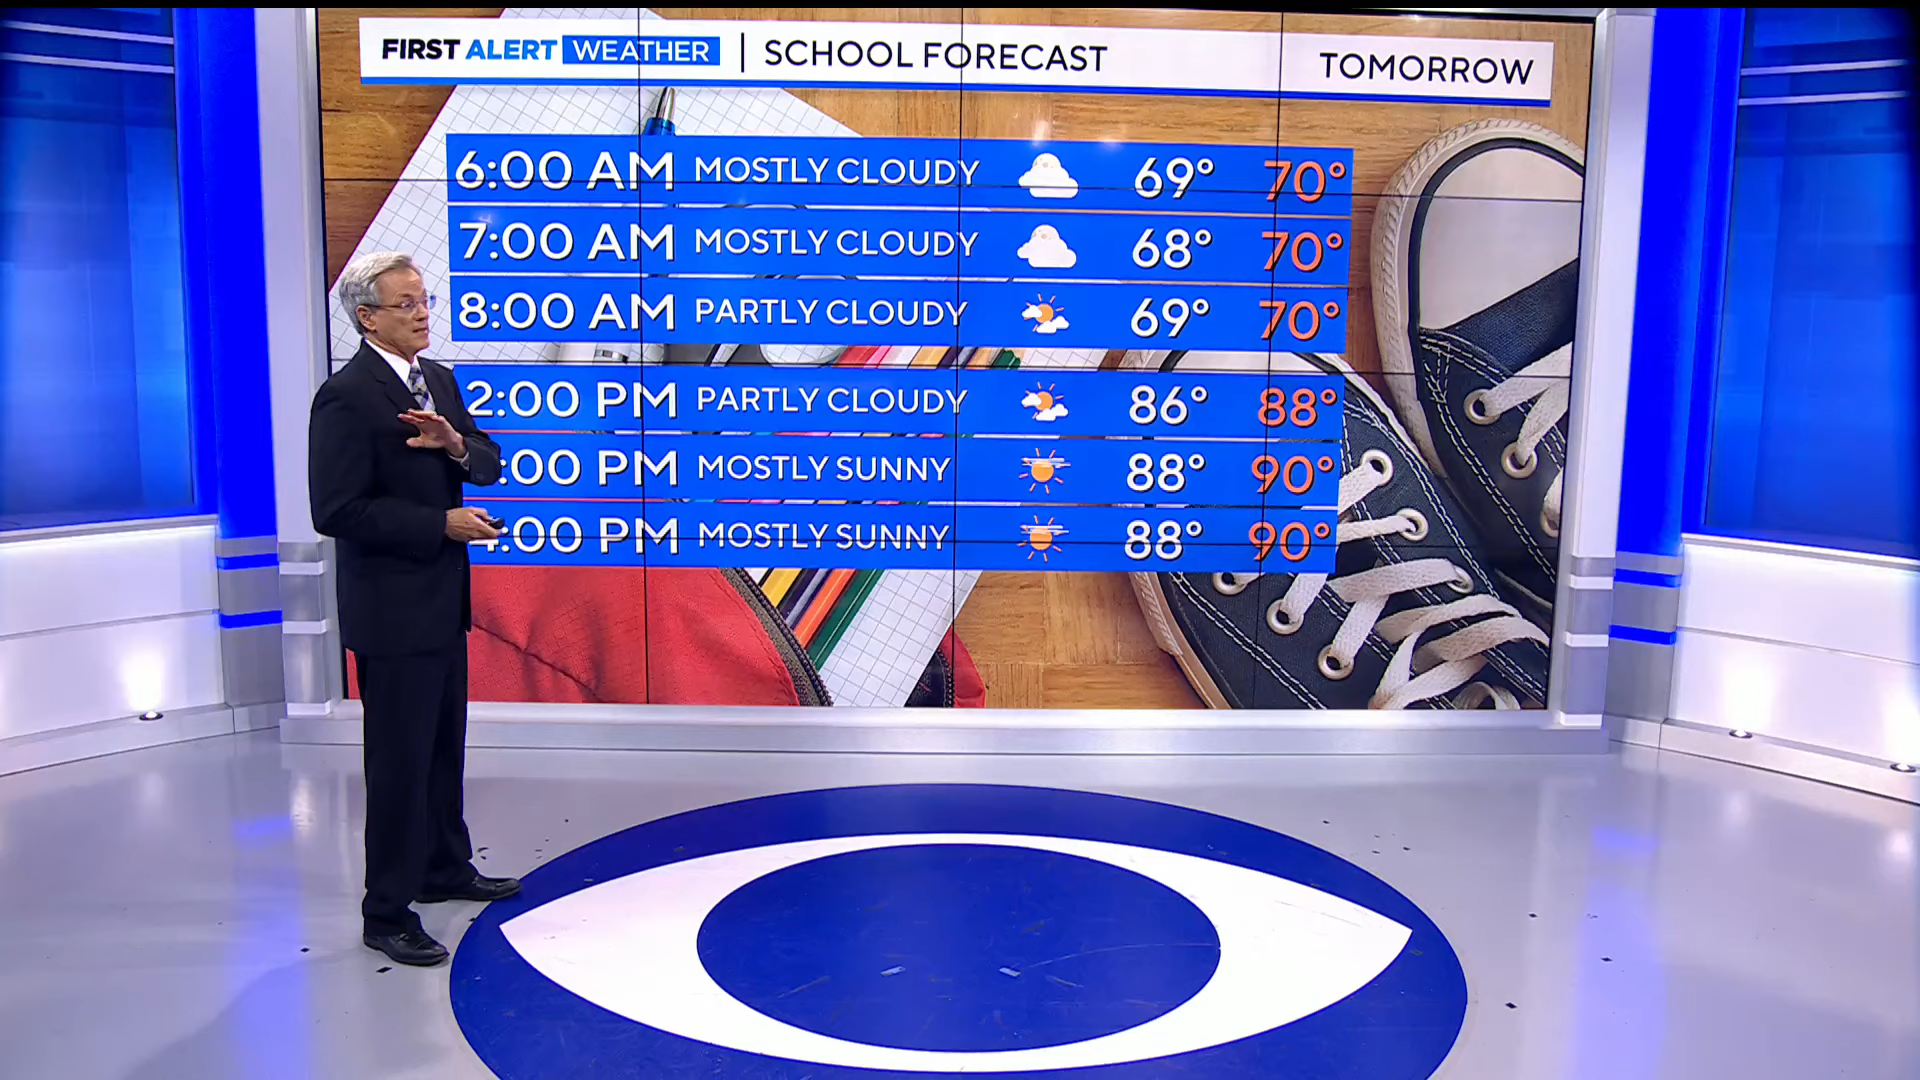 FIRST ALERT WEATHER | SCHOOL FORECAST TOMORROW
6:00 AM MOSTLY CLOUDY 69° 70°
7:00 AM MOSTLY CLOUDY 68° 70°
8:00 AM PARTLY CLOUDY 69° 70°
2:00 PM PARTLY CLOUDY 86° 88°
:00 PM MOSTLY SUNNY 88° 90°
4:00 PM MOSTLY SUNNY 88° 90°